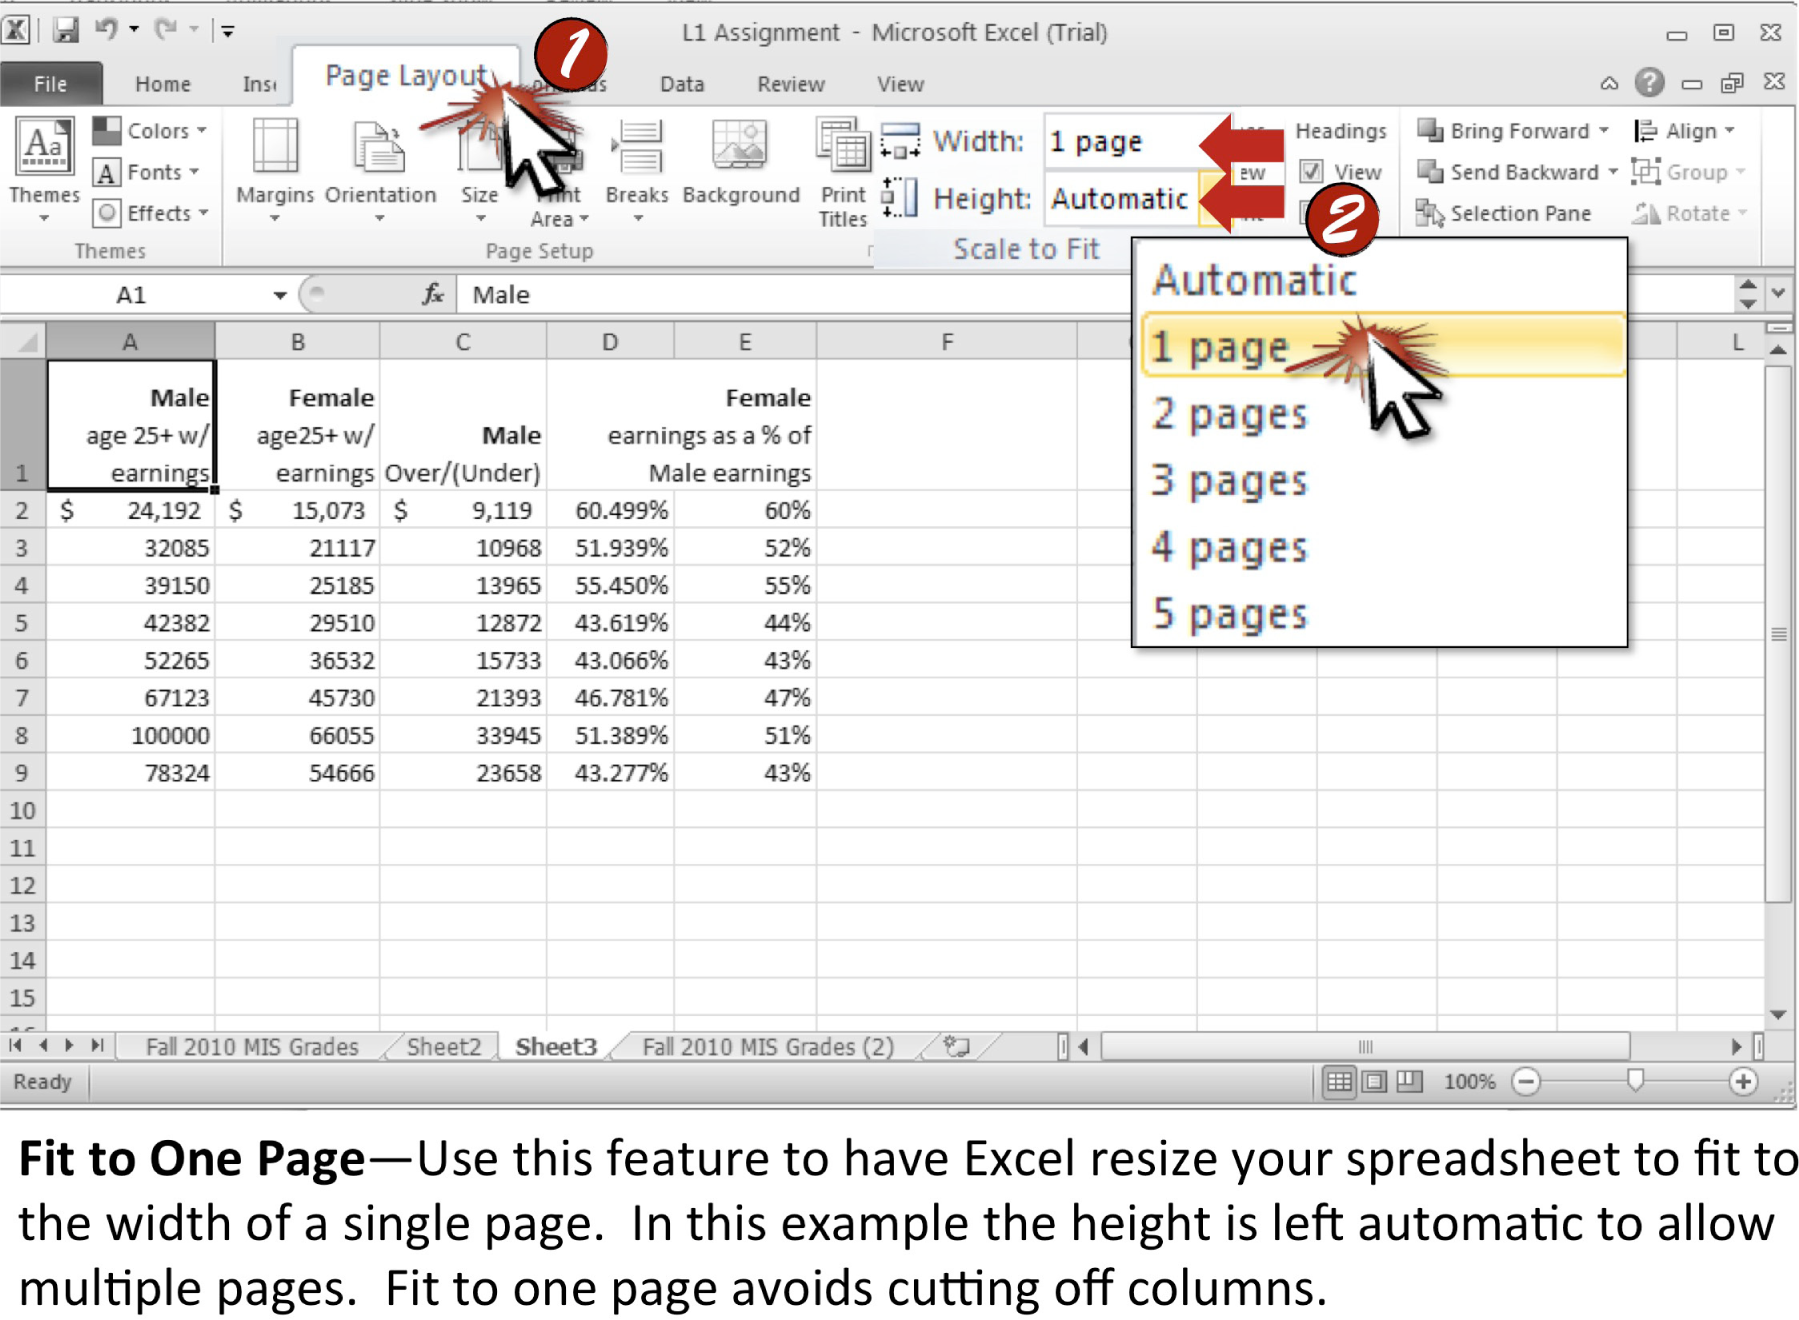 L1 Assignment - Microsoft Excel (Trial)
1
File Home Page Layout Data Review View
Aa Colors Width: 1 page Headings Bring Forward Align
A Fonts View Send Backward Group
Themes Margins Orientation Size Breaks Background Print Height: Automatic
Effects Area Titles 2 Selection Pane Rotate
Themes Page Setup Scale to Fit
Automatic
A1 fx Male
1 page
2 pages
3 pages
4 pages
5 pages
A B C D E F L
Male Female Female
age 25+ w/ age25+ w/ Male earnings as a % of
1 earnings earnings Over/(Under) Male earnings
2 $ 24,192 $ 15,073 $ 9,119 60.499% 60%
3 32085 21117 10968 51.939% 52%
4 39150 25185 13965 55.450% 55%
5 42382 29510 12872 43.619% 44%
6 52265 36532 15733 43.066% 43%
7 67123 45730 21393 46.781% 47%
8 100000 66055 33945 51.389% 51%
9 78324 54666 23658 43.277% 43%
10
11
12
13
14
15
Fall 2010 MIS Grades Sheet2 Sheet3 Fall 2010 MIS Grades (2)
Ready 100%
Fit to One Page—Use this feature to have Excel resize your spreadsheet to fit to
the width of a single page. In this example the height is left automatic to allow
multiple pages. Fit to one page avoids cutting off columns.